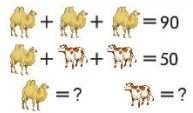 + + = 90
+ + = 50
= ? = ?